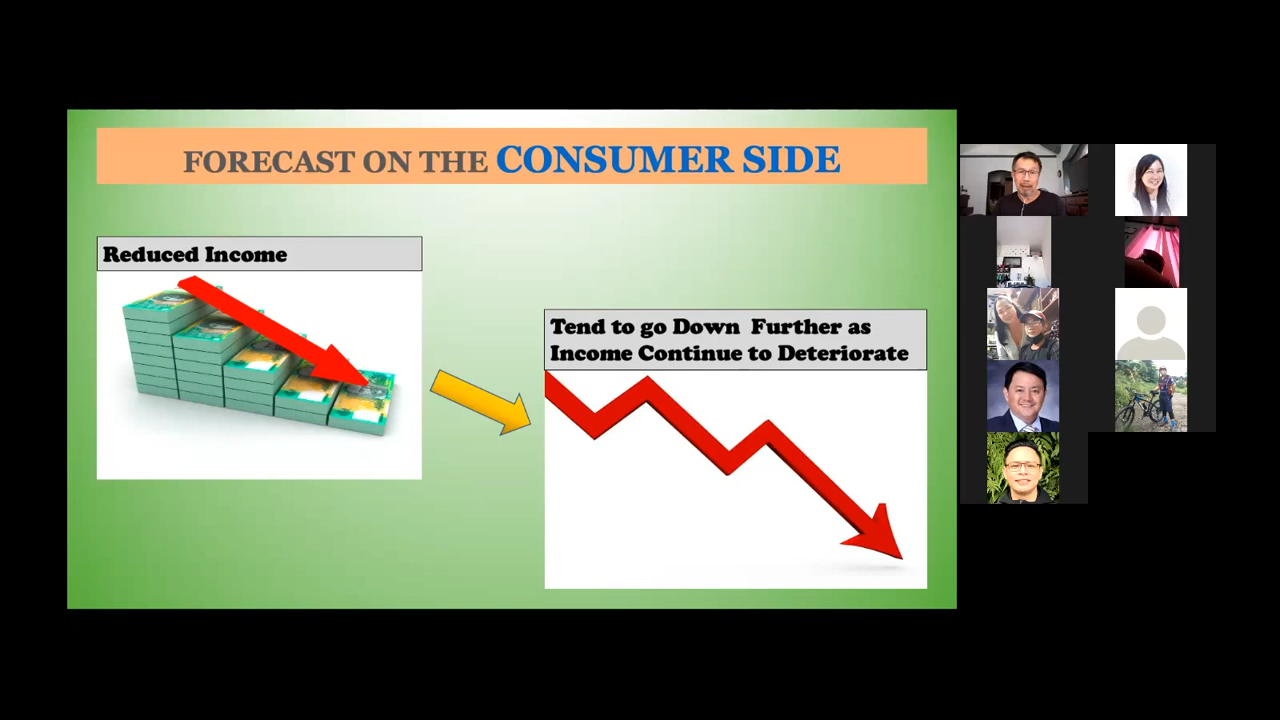 FORECAST ON THE CONSUMER SIDE
Reduced Income
Tend to go Down Further as
Income Continue to Deteriorate